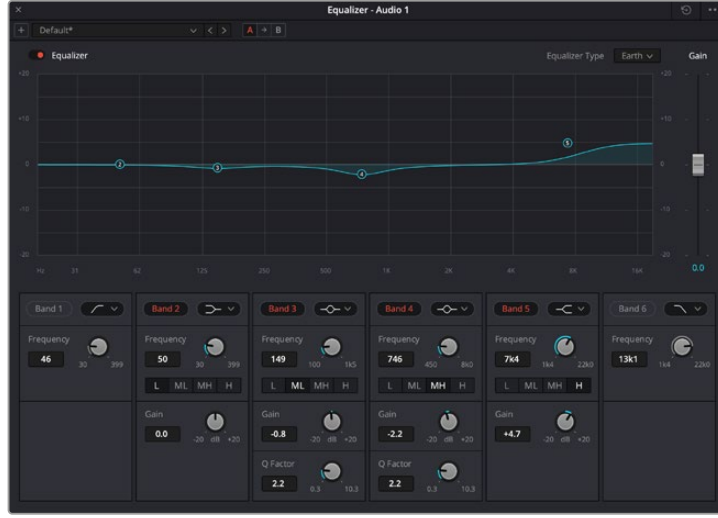 Equalizer - Audio 1
Default*
A B
Equalizer
Equalizer Type Earth Gain
+20 +20
+10 +10
0 0
-10 -10
-20 -20
2 3 4 5
Hz 31 62 125 250 500 1K 2K 4K 8K 16K
0.0
Band 1 Band 2 Band 3 Band 4 Band 5 Band 6
Frequency Frequency Frequency Frequency Frequency Frequency
46 30 399 50 30 399 149 100 1k5 746 450 8k0 7k4 1k4 22k0 13k1 1k4 22k0
L ML MH H L ML MH H L ML MH H L ML MH H
Gain Gain Gain Gain
0.0 -20 dB +20 -0.8 -20 dB +20 -2.2 -20 dB +20 +4.7 -20 dB +20
Q Factor Q Factor
2.2 0.3 10.3 2.2 0.3 10.3